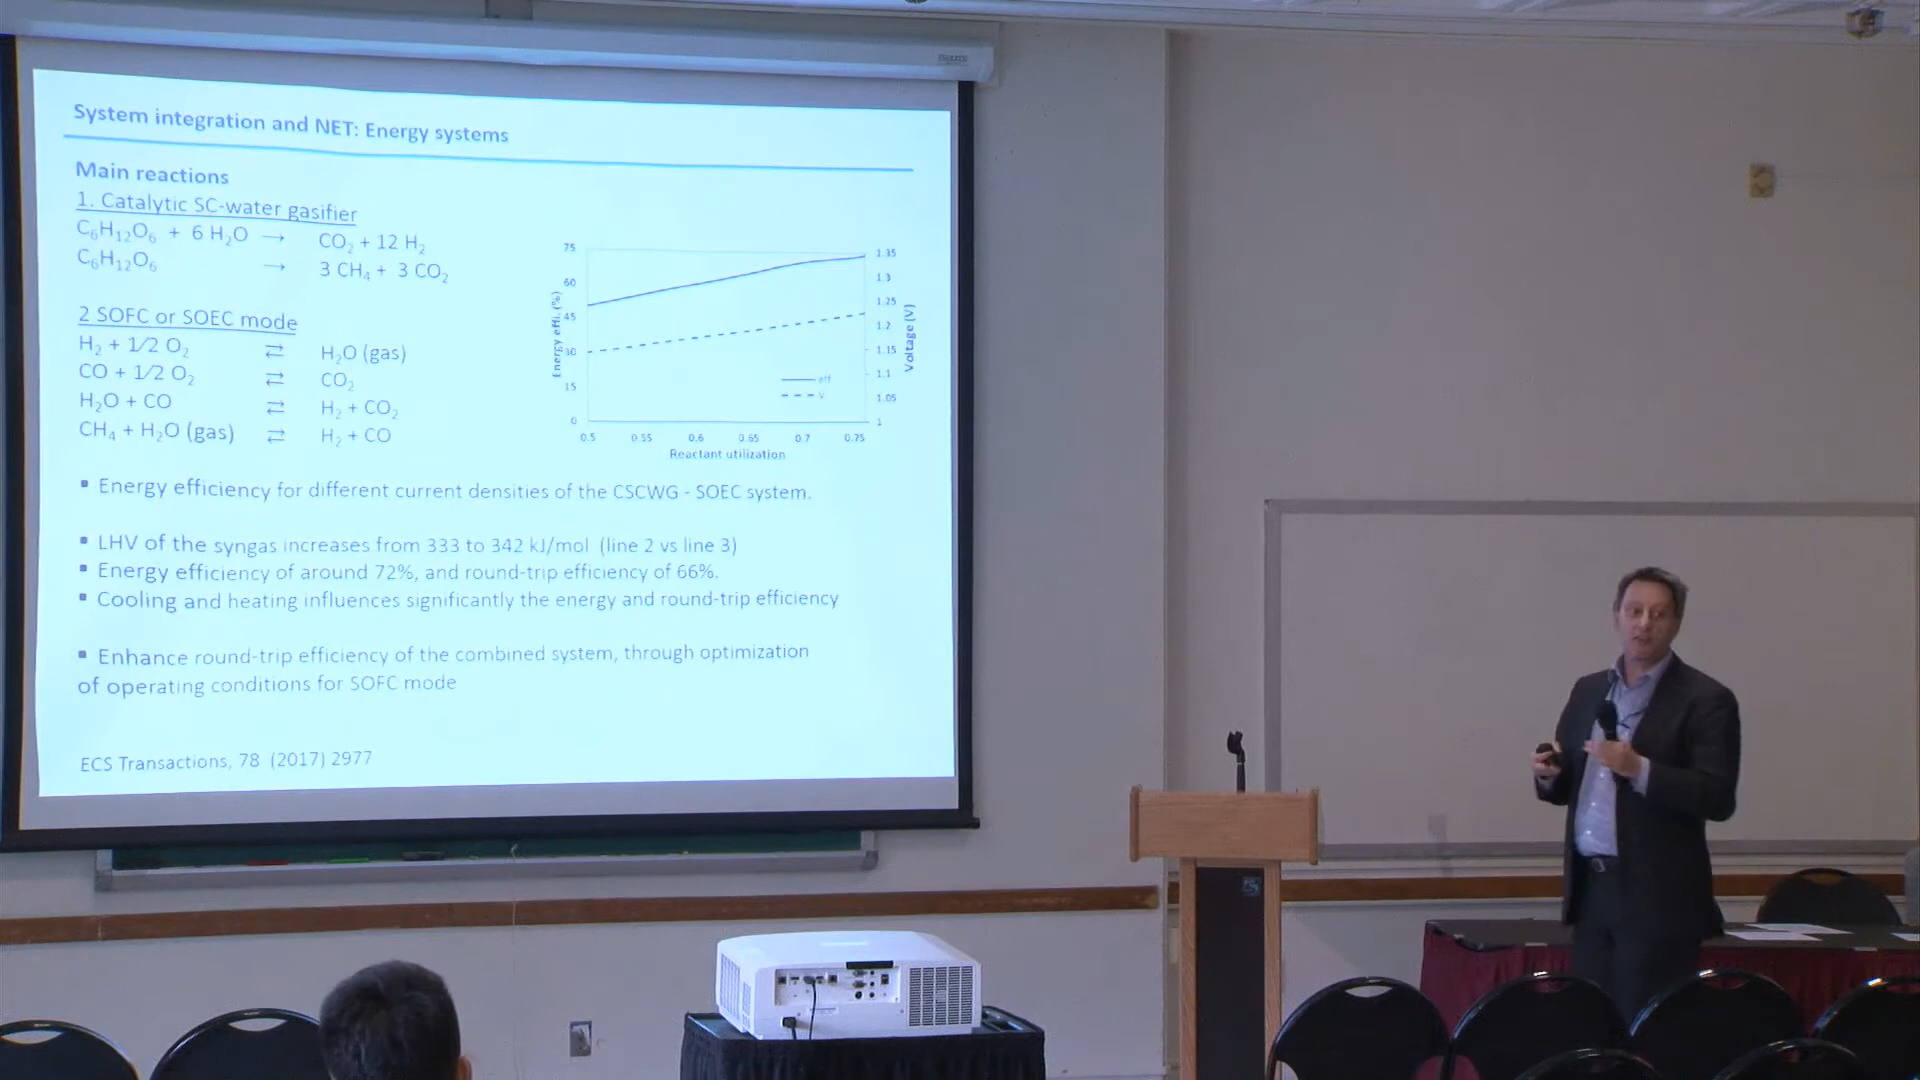 System integration and NET: Energy systems
Main reactions
1. Catalytic SC-water gasifier
C₆H₁₂O₆ + 6 H₂O → CO₂ + 12 H₂
C₆H₁₂O₆ → 3 CH₄ + 3 CO₂
2 SOFC or SOEC mode
H₂ + 1/2 O₂ ⇄ H₂O (gas)
CO + 1/2 O₂ ⇄ CO₂
H₂O + CO ⇄ H₂ + CO₂
CH₄ + H₂O (gas) ⇄ H₂ + CO
75
60
45
30
15
0
Energy effi. (%)
1.35
1.3
1.25
1.2
1.15
1.1
1.05
1
Voltage (V)
eff
V
0.5 0.55 0.6 0.65 0.7 0.75
Reactant utilization
▪ Energy efficiency for different current densities of the CSCWG - SOEC system.
▪ LHV of the syngas increases from 333 to 342 kJ/mol (line 2 vs line 3)
▪ Energy efficiency of around 72%, and round-trip efficiency of 66%.
▪ Cooling and heating influences significantly the energy and round-trip efficiency
▪ Enhance round-trip efficiency of the combined system, through optimization
of operating conditions for SOFC mode
ECS Transactions, 78 (2017) 2977